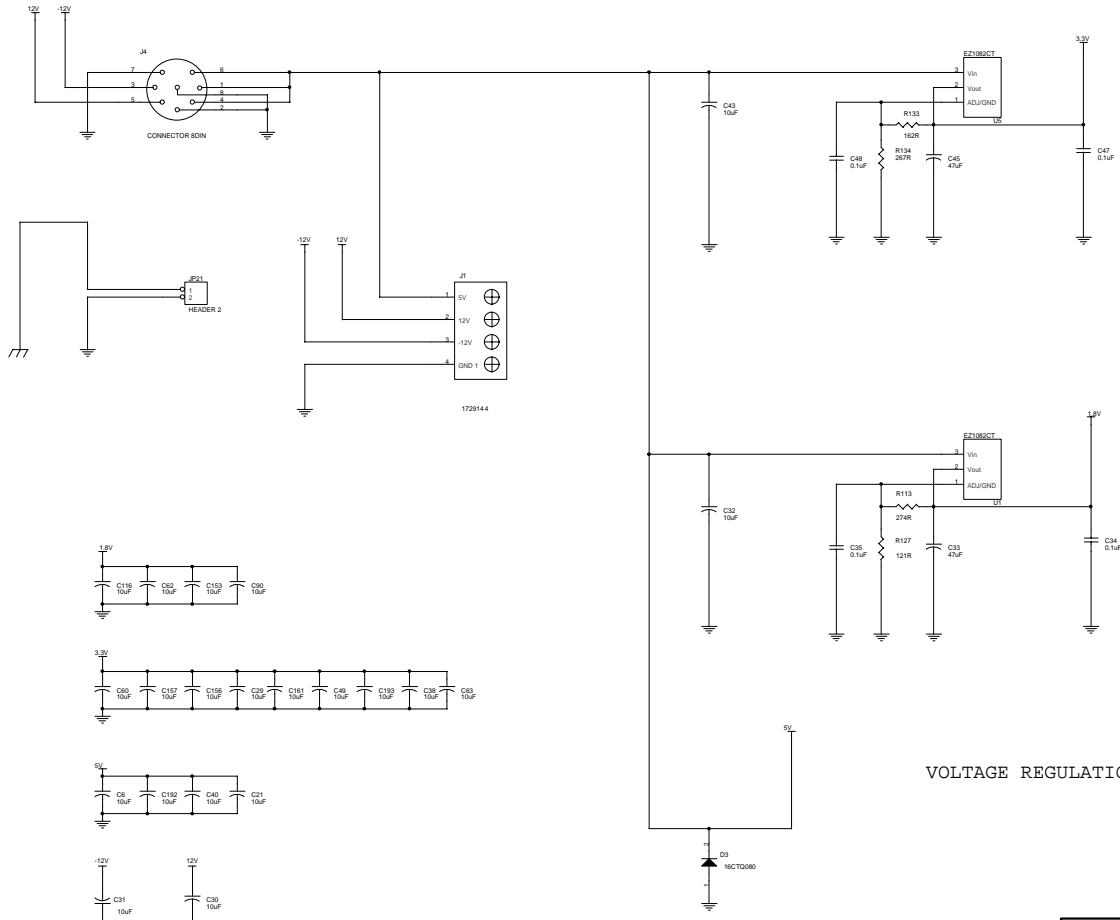 12V -12V
J4
7 6
3 1
8
5 4
2
CONNECTOR 8DIN
EZ1082CT
3 Vin
2 Vout
1 ADJ/GND
U5
3.3V
C43
10uF
R133
162R
C48
0.1uF
R134
267R
C45
47uF
C47
0.1uF
JP21
1
2
HEADER 2
-12V 12V
J1
1 5V
2 12V
3 -12V
4 GND 1
1729144
EZ1082CT
3 Vin
2 Vout
1 ADJ/GND
U1
1.8V
C32
10uF
R113
274R
C35
0.1uF
R127
121R
C33
47uF
C34
0.1uF
1.8V
C116
10uF
C62
10uF
C153
10uF
C90
10uF
3.3V
C60
10uF
C157
10uF
C156
10uF
C29
10uF
C161
10uF
C49
10uF
C193
10uF
C38
10uF
C63
10uF
5V
C6
10uF
C192
10uF
C40
10uF
C21
10uF
-12V
C31
10uF
12V
C30
10uF
5V
VOLTAGE REGULATIO
2
D3
16CTQ080
1